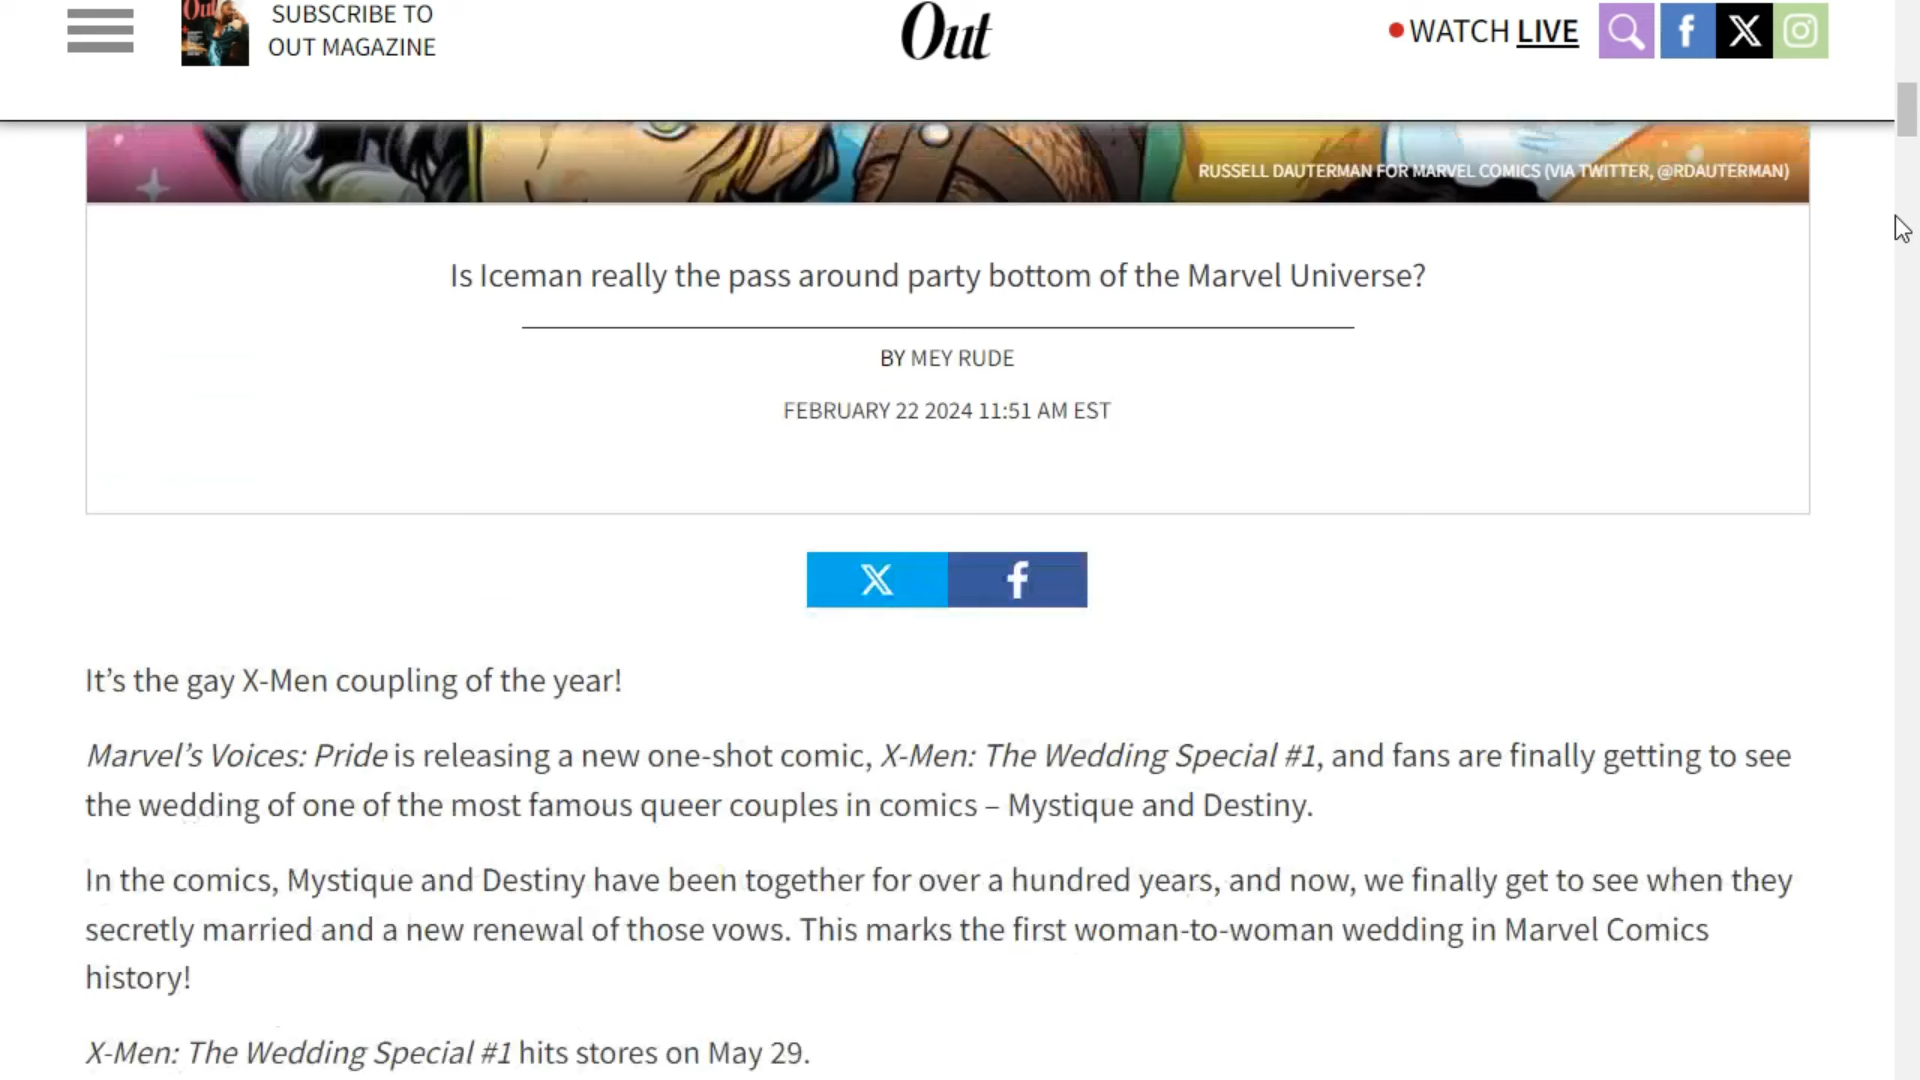 SUBSCRIBE TO
OUT MAGAZINE
Out
WATCH LIVE
RUSSELL DAUTERMAN FOR MARVEL COMICS (VIA TWITTER, @RDAUTERMAN)
Is Iceman really the pass around party bottom of the Marvel Universe?
BY MEY RUDE
FEBRUARY 22 2024 11:51 AM EST
It’s the gay X-Men coupling of the year!
Marvel’s Voices: Pride is releasing a new one-shot comic, X-Men: The Wedding Special #1, and fans are finally getting to see
the wedding of one of the most famous queer couples in comics – Mystique and Destiny.
In the comics, Mystique and Destiny have been together for over a hundred years, and now, we finally get to see when they
secretly married and a new renewal of those vows. This marks the first woman-to-woman wedding in Marvel Comics
history!
X-Men: The Wedding Special #1 hits stores on May 29.